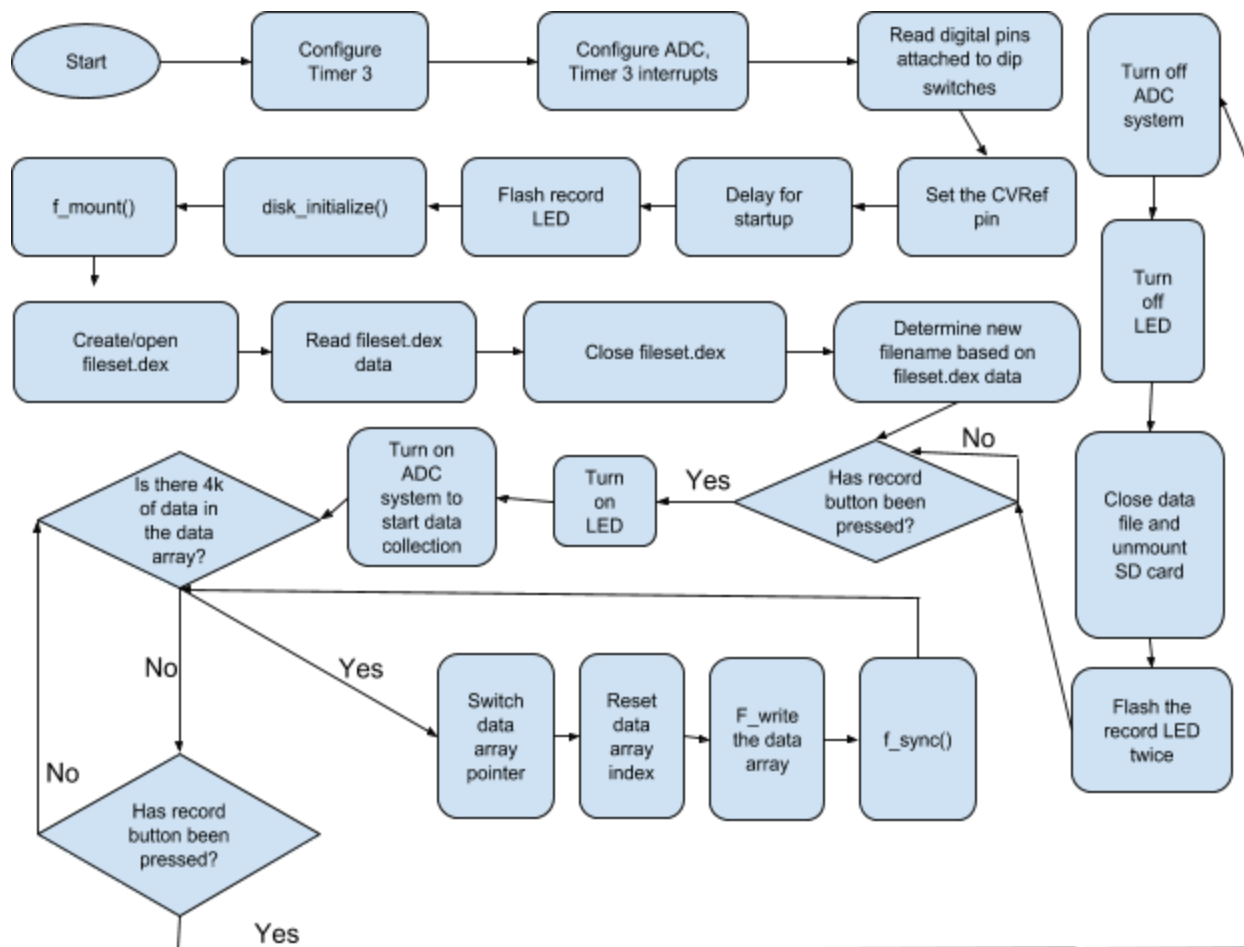 Start
Configure
Timer 3
Configure ADC,
Timer 3 interrupts
Read digital pins
attached to dip
switches
Turn off
ADC
system
f_mount()
disk_initialize()
Flash record
LED
Delay for
startup
Set the CVRef
pin
Turn
off
LED
Create/open
fileset.dex
Read fileset.dex
data
Close fileset.dex
Determine new
filename based on
fileset.dex data
No
Has record
button been
pressed?
Yes
Turn
on
LED
Turn on
ADC
system to
start data
collection
Is there 4k
of data in
the data
array?
Close data
file and
unmount
SD card
No
Yes
Switch
data
array
pointer
Reset
data
array
index
F_write
the data
array
f_sync()
Flash the
record LED
twice
No
Has record
button been
pressed?
Yes